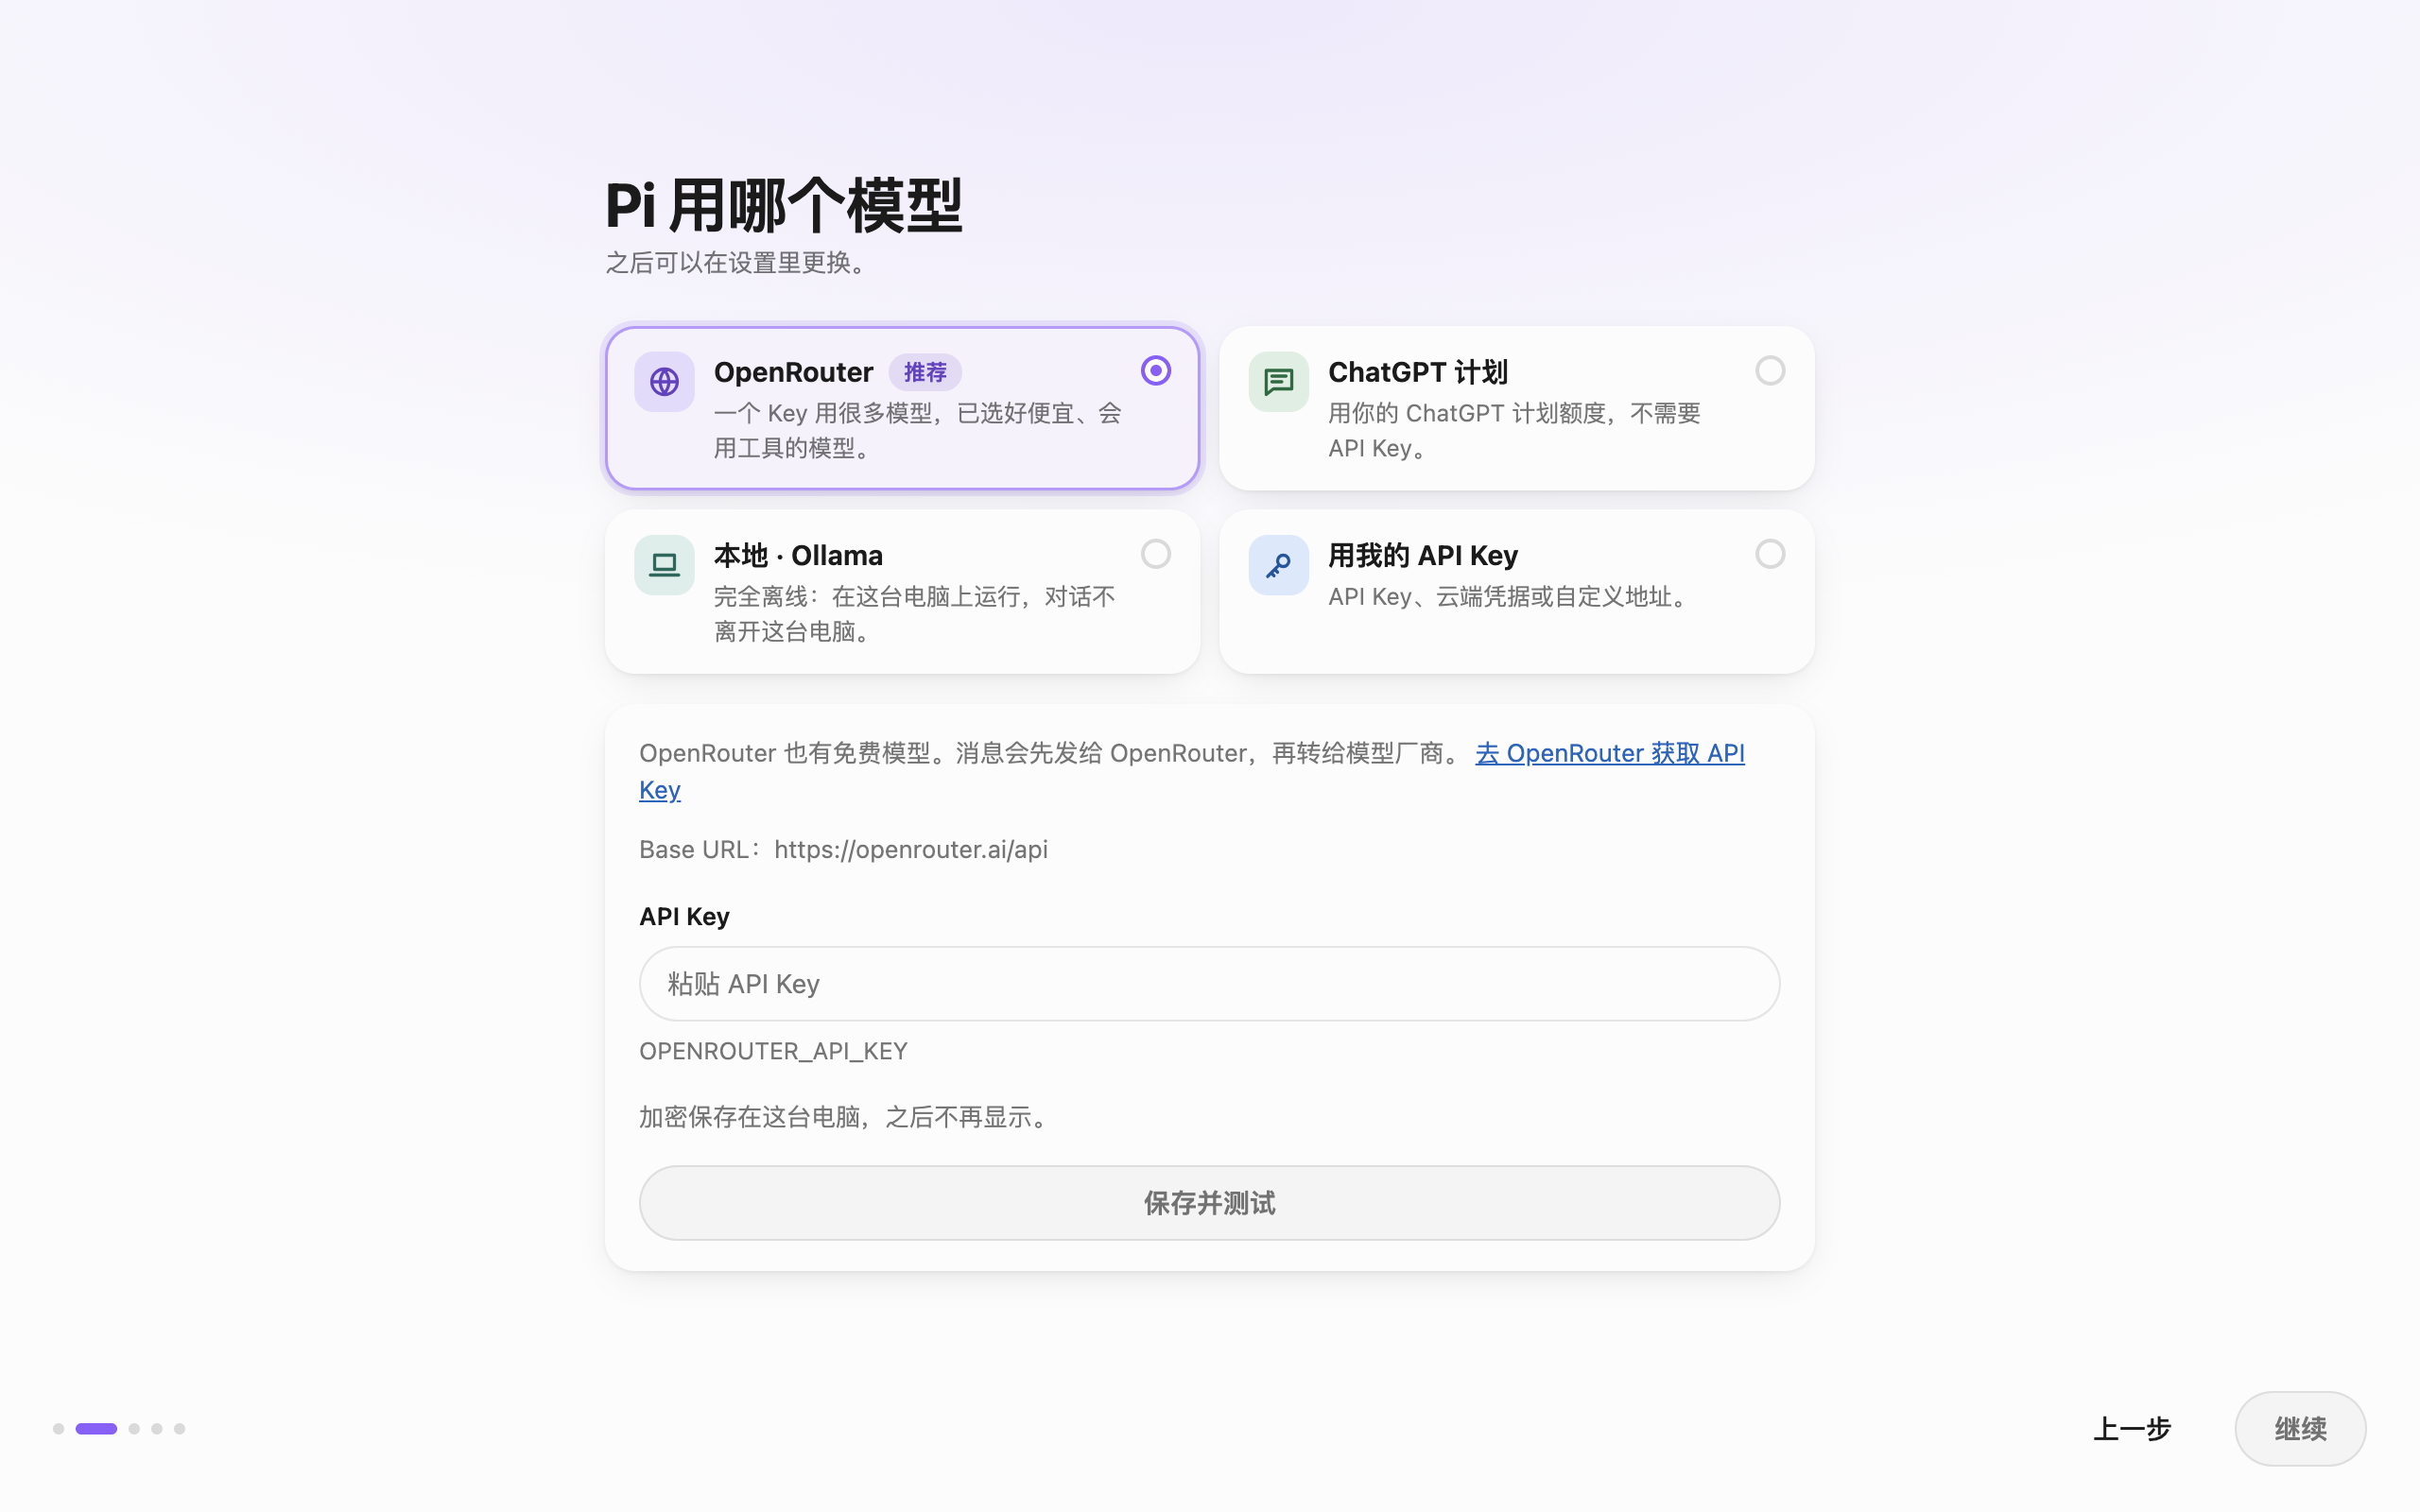 Pi 用哪个模型
之后可以在设置里更换。
OpenRouter 推荐
一个 Key 用很多模型，已选好便宜、会
用工具的模型。
ChatGPT 计划
用你的 ChatGPT 计划额度，不需要
API Key。
本地 · Ollama
完全离线：在这台电脑上运行，对话不
离开这台电脑。
用我的 API Key
API Key、云端凭据或自定义地址。
OpenRouter 也有免费模型。消息会先发给 OpenRouter，再转给模型厂商。 去 OpenRouter 获取 API
Key
Base URL：https://openrouter.ai/api
API Key
粘贴 API Key
OPENROUTER_API_KEY
加密保存在这台电脑，之后不再显示。
保存并测试
上一步
继续